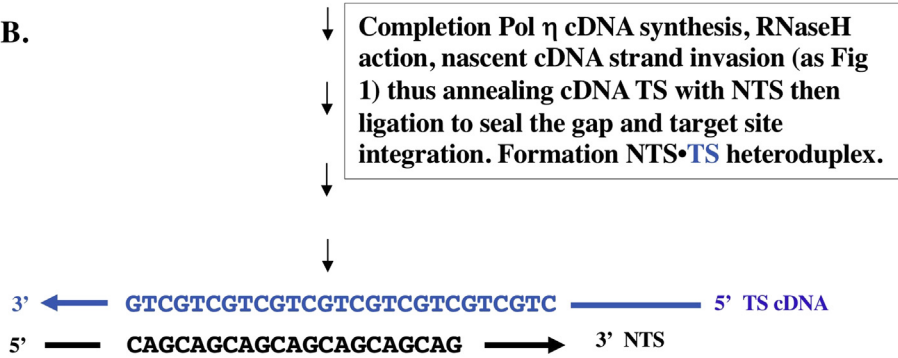 B.
Completion Pol η cDNA synthesis, RNaseH
action, nascent cDNA strand invasion (as Fig
1) thus annealing cDNA TS with NTS then
ligation to seal the gap and target site
integration. Formation NTS•TS heteroduplex.
3’ GTCGTCGTCGTCGTCGTCGTCGTCGTC 5’ TS cDNA
5’ CAGCAGCAGCAGCAGCAGCAG 3’ NTS